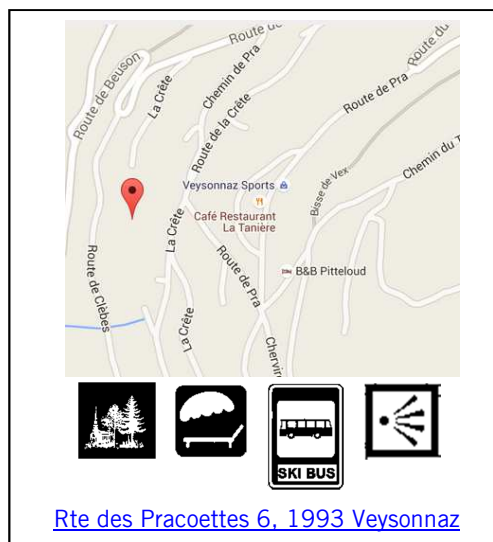 Route de
Route du
Route de Beuson
La Crête
Chemin de Pra
Route de la Crête
Route de Pra
Chemin du T
Veysonnaz Sports
Bisse de Vex
Café Restaurant
La Tanière
La Crête
Route de Clèbes
Route de Pra
B&B Pitteloud
La Crête
SKI BUS
Rte des Pracoettes 6, 1993 Veysonnaz